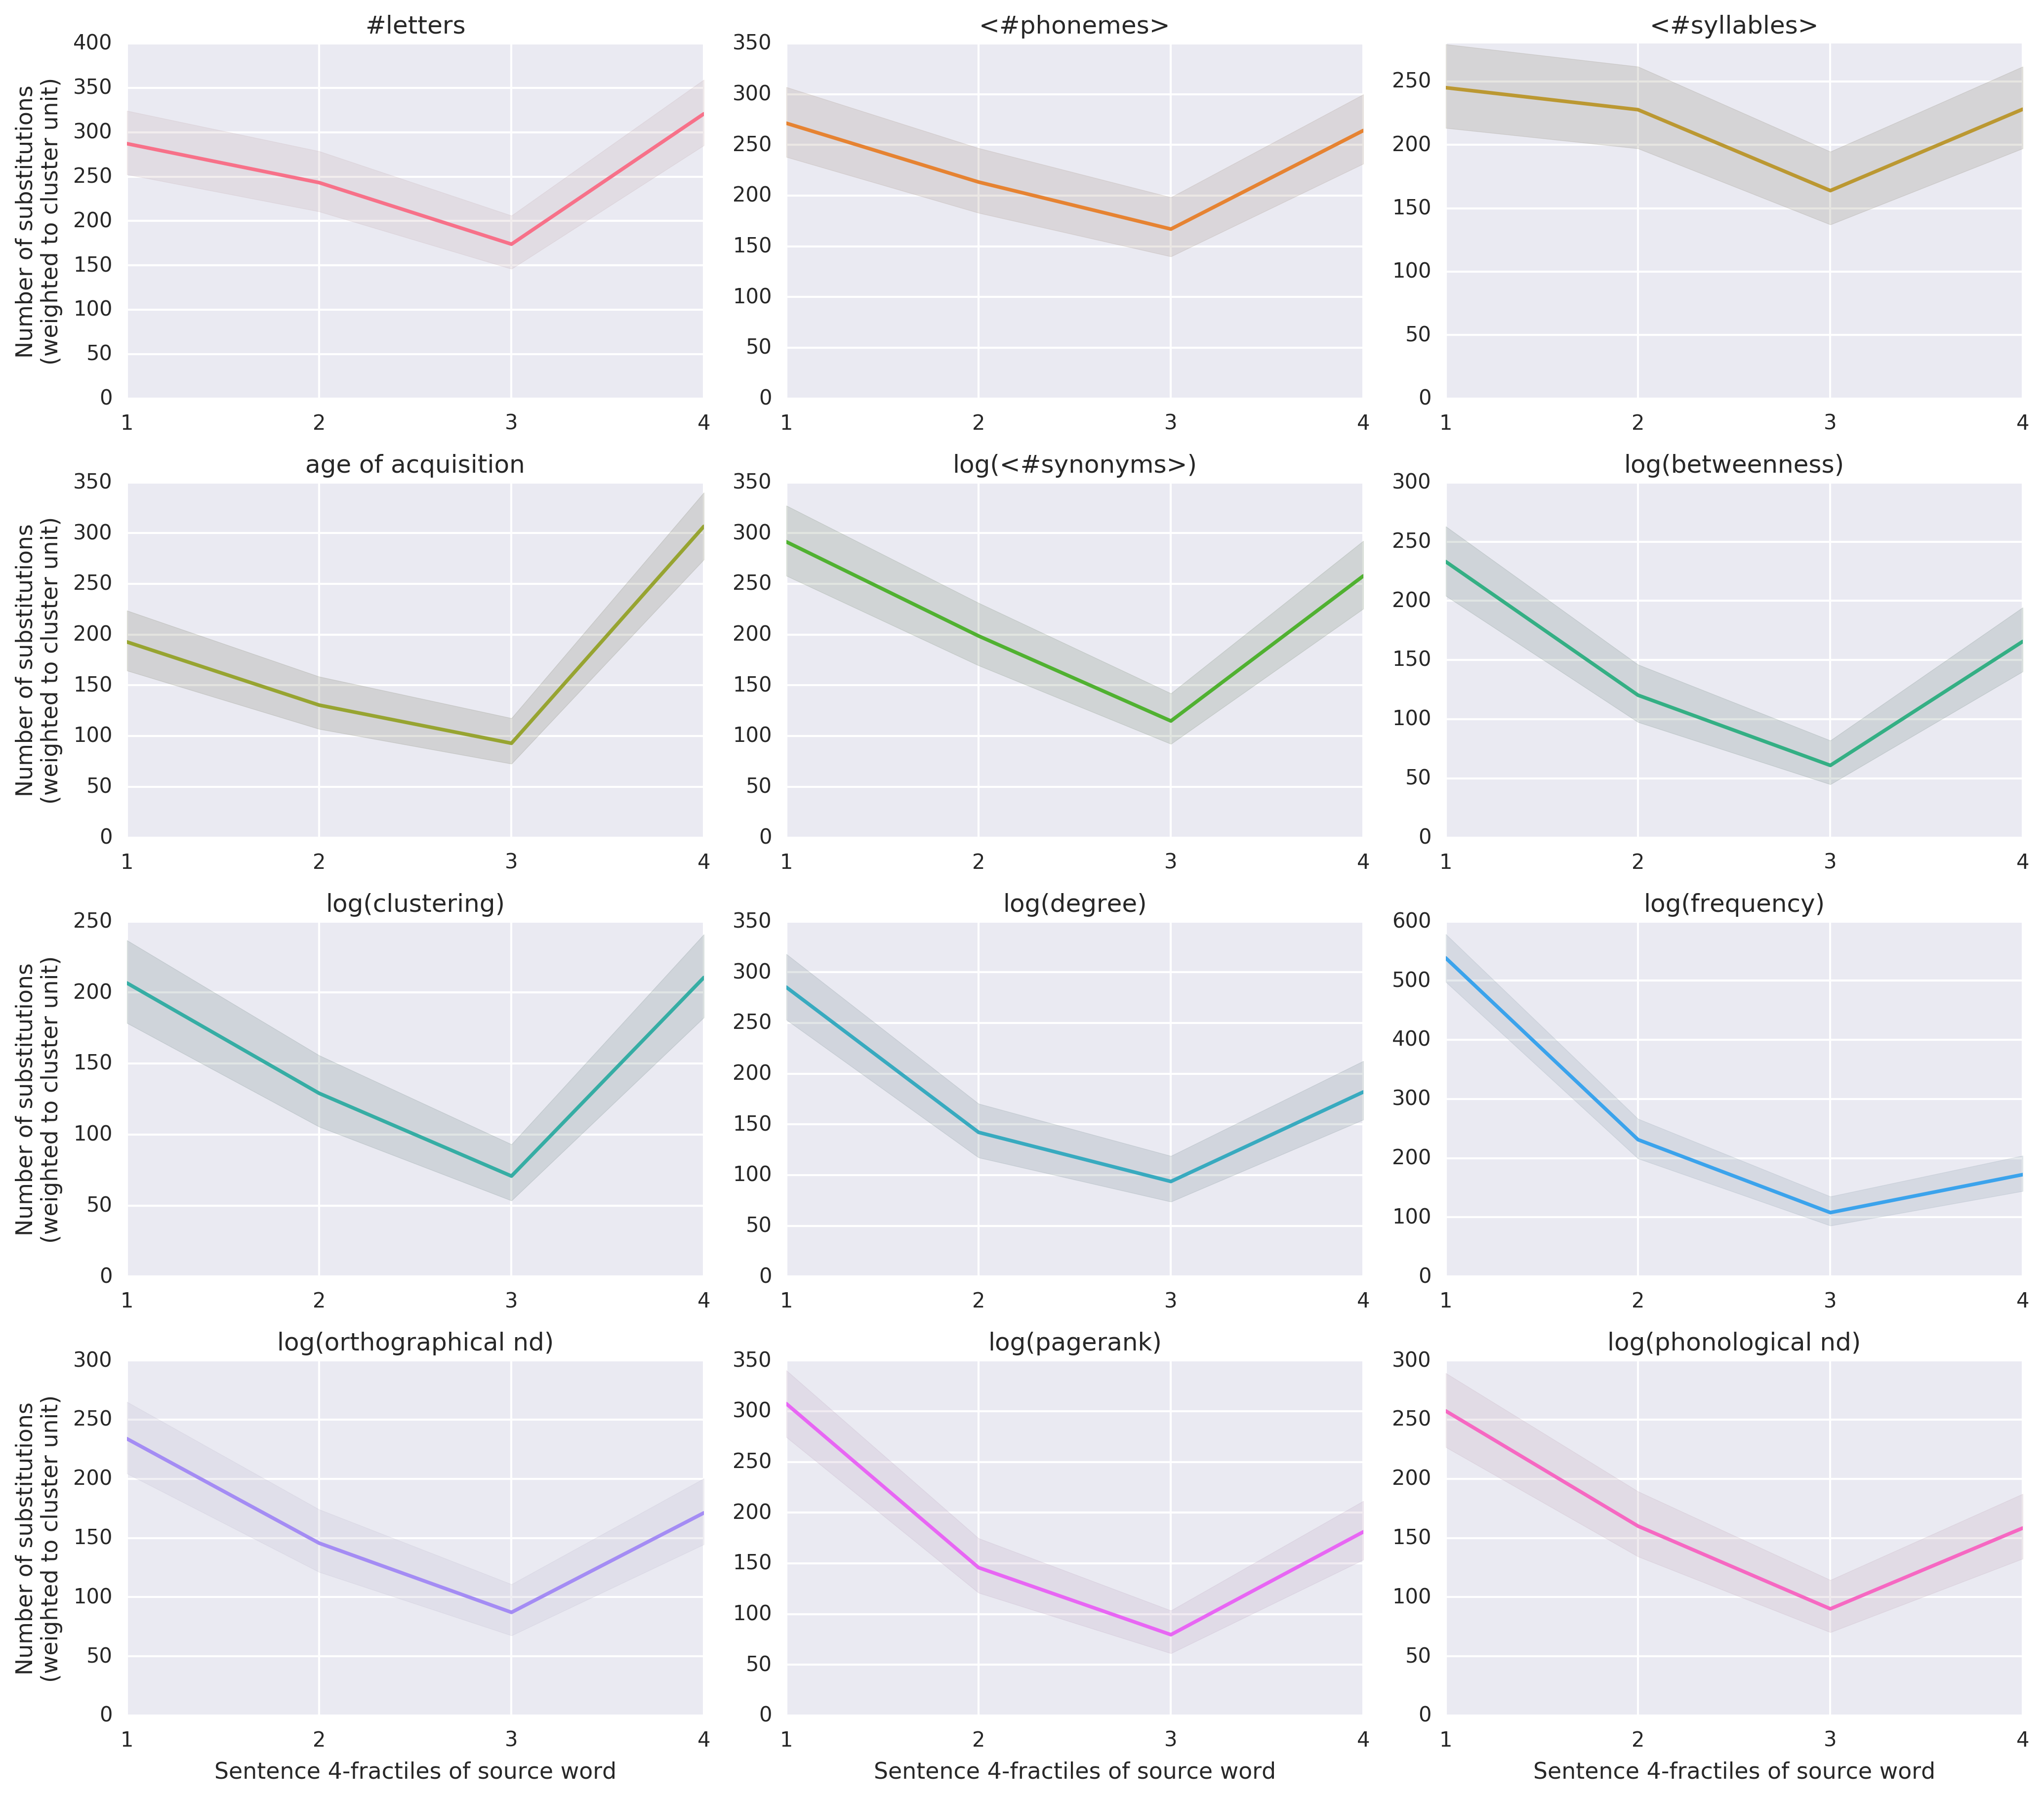 #letters
<#phonemes>
<#syllables>
Number of substitutions
(weighted to cluster unit)
400
350
300
250
200
150
100
50
0
1 2 3 4
350
300
250
200
150
100
50
0
1 2 3 4
250
200
150
100
50
0
1 2 3 4
age of acquisition
log(<#synonyms>)
log(betweenness)
Number of substitutions
(weighted to cluster unit)
350
300
250
200
150
100
50
0
1 2 3 4
350
300
250
200
150
100
50
0
1 2 3 4
300
250
200
150
100
50
0
1 2 3 4
log(clustering)
log(degree)
log(frequency)
Number of substitutions
(weighted to cluster unit)
250
200
150
100
50
0
1 2 3 4
350
300
250
200
150
100
50
0
1 2 3 4
600
500
400
300
200
100
0
1 2 3 4
log(orthographical nd)
log(pagerank)
log(phonological nd)
Number of substitutions
(weighted to cluster unit)
300
250
200
150
100
50
0
1 2 3 4
Sentence 4-fractiles of source word
350
300
250
200
150
100
50
0
1 2 3 4
Sentence 4-fractiles of source word
300
250
200
150
100
50
0
1 2 3 4
Sentence 4-fractiles of source word